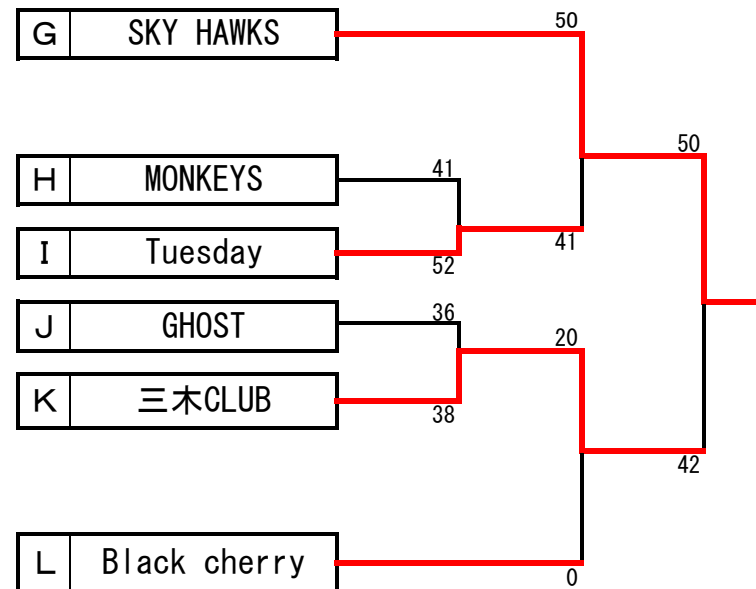 G SKY HAWKS 50
50
H MONKEYS 41
I Tuesday 52 41
J GHOST 36 20
K 三木CLUB 38
42
L Black cherry 0